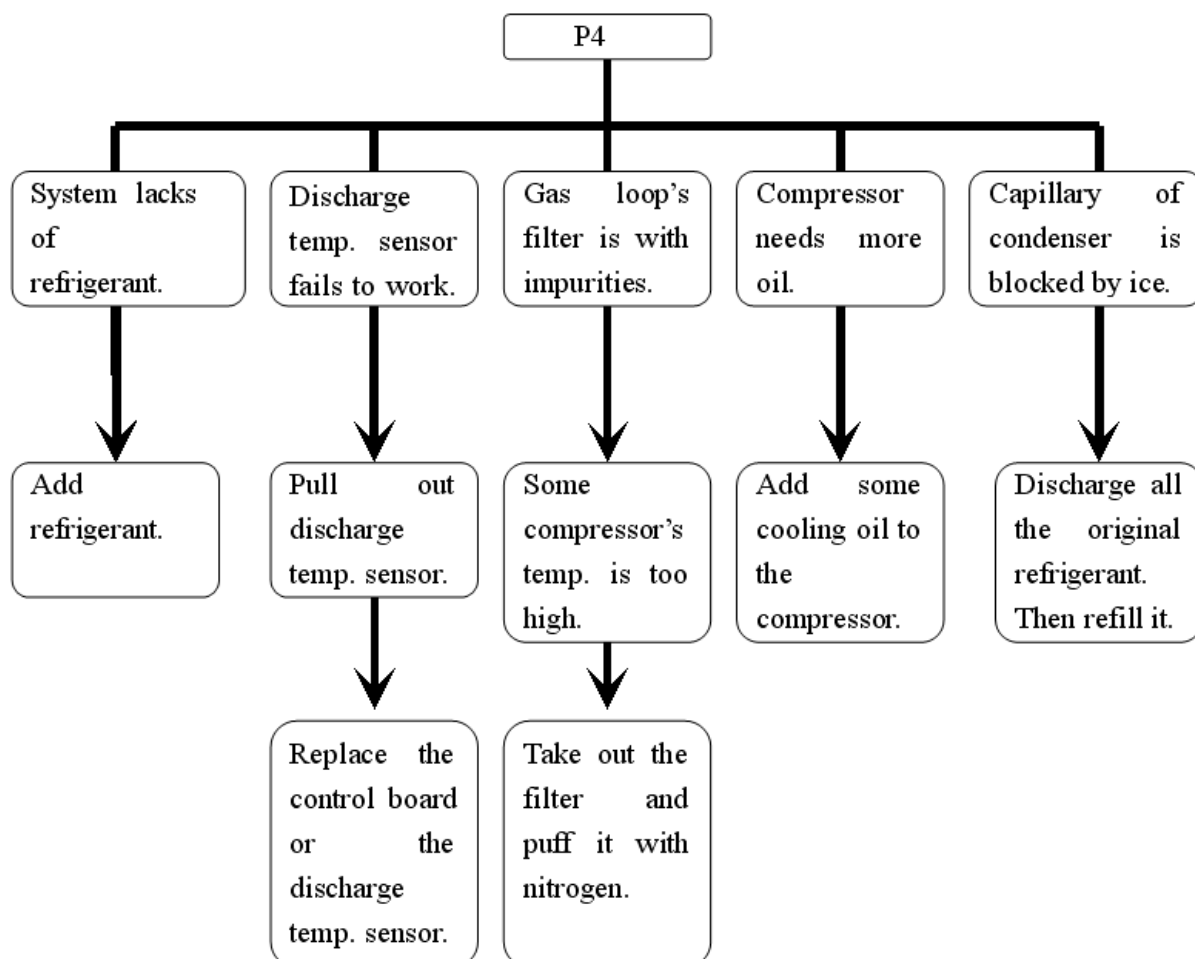 P4
System lacks
of
refrigerant.
Discharge
temp. sensor
fails to work.
Gas loop’s
filter is with
impurities.
Compressor
needs more
oil.
Capillary of
condenser is
blocked by ice.
Add
refrigerant.
Pull out
discharge
temp. sensor.
Some
compressor’s
temp. is too
high.
Add some
cooling oil to
the
compressor.
Discharge all
the original
refrigerant.
Then refill it.
Replace the
control board
or the
discharge
temp. sensor.
Take out the
filter and
puff it with
nitrogen.